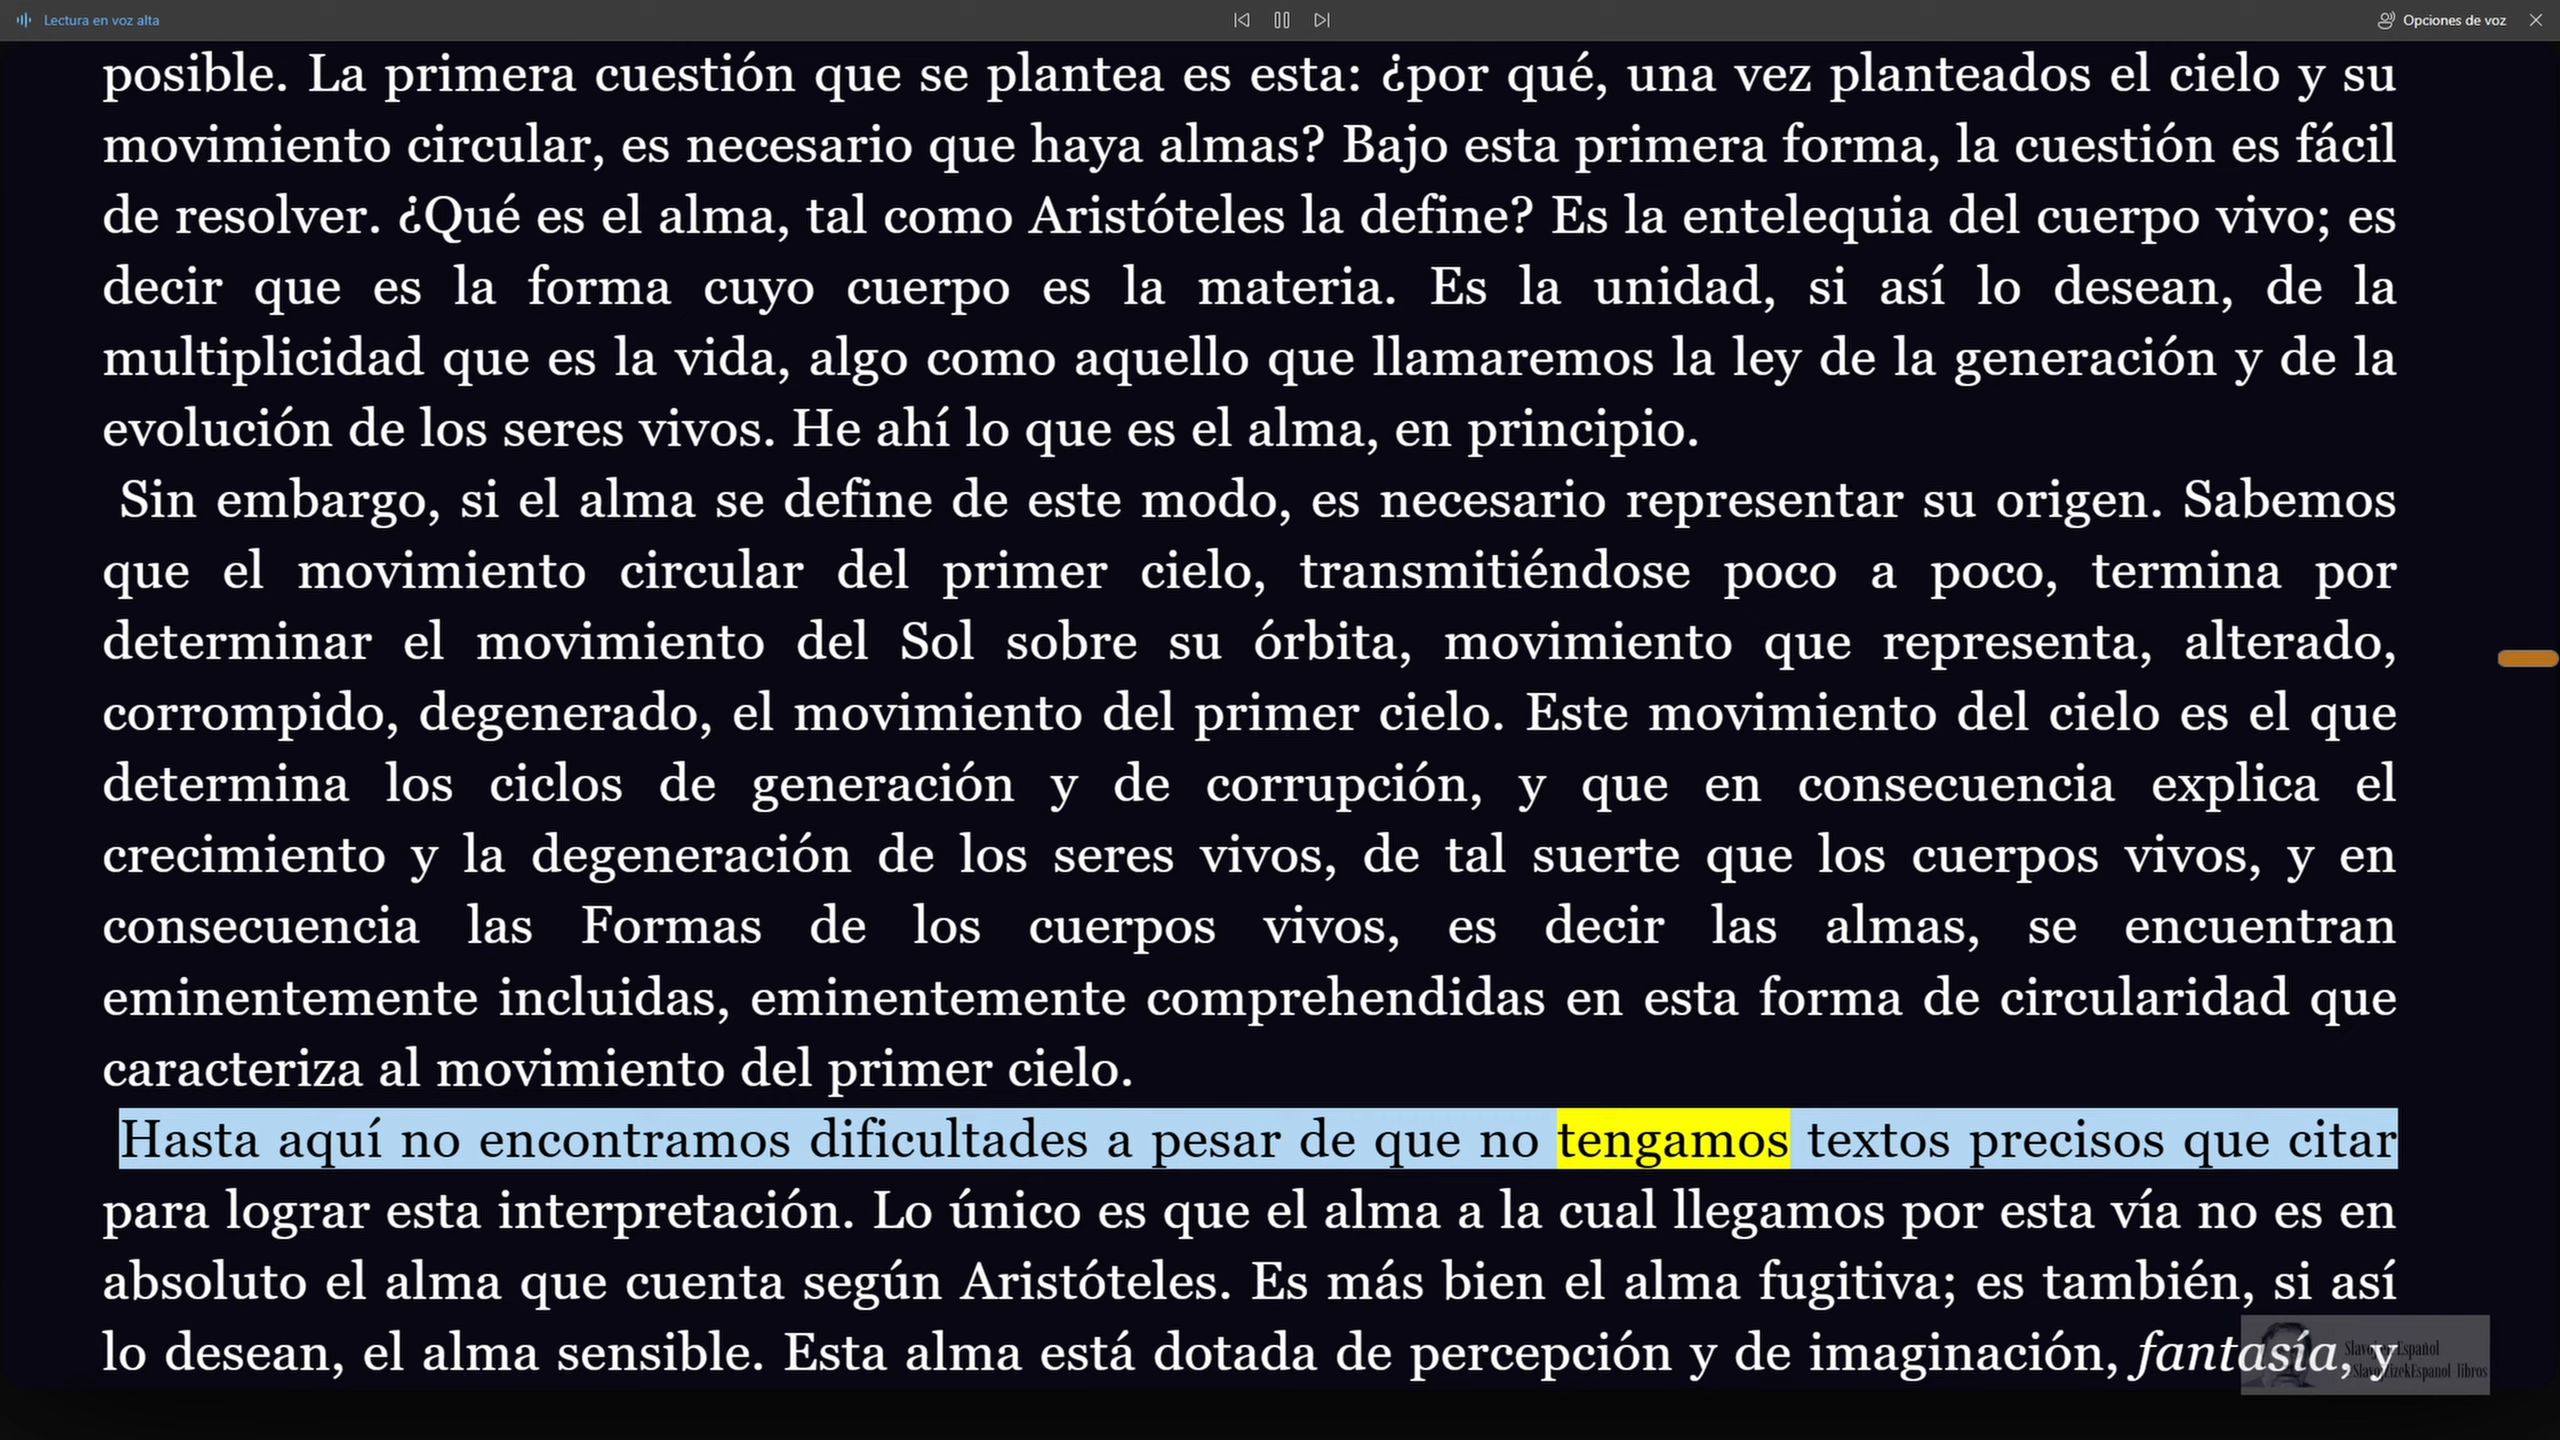 Lectura en voz alta
Opciones de voz
posible. La primera cuestión que se plantea es esta: ¿por qué, una vez planteados el cielo y su
movimiento circular, es necesario que haya almas? Bajo esta primera forma, la cuestión es fácil
de resolver. ¿Qué es el alma, tal como Aristóteles la define? Es la entelequia del cuerpo vivo; es
decir que es la forma cuyo cuerpo es la materia. Es la unidad, si así lo desean, de la
multiplicidad que es la vida, algo como aquello que llamaremos la ley de la generación y de la
evolución de los seres vivos. He ahí lo que es el alma, en principio.
Sin embargo, si el alma se define de este modo, es necesario representar su origen. Sabemos
que el movimiento circular del primer cielo, transmitiéndose poco a poco, termina por
determinar el movimiento del Sol sobre su órbita, movimiento que representa, alterado,
corrompido, degenerado, el movimiento del primer cielo. Este movimiento del cielo es el que
determina los ciclos de generación y de corrupción, y que en consecuencia explica el
crecimiento y la degeneración de los seres vivos, de tal suerte que los cuerpos vivos, y en
consecuencia las Formas de los cuerpos vivos, es decir las almas, se encuentran
eminentemente incluidas, eminentemente comprehendidas en esta forma de circularidad que
caracteriza al movimiento del primer cielo.
Hasta aquí no encontramos dificultades a pesar de que no tengamos textos precisos que citar
para lograr esta interpretación. Lo único es que el alma a la cual llegamos por esta vía no es en
absoluto el alma que cuenta según Aristóteles. Es más bien el alma fugitiva; es también, si así
lo desean, el alma sensible. Esta alma está dotada de percepción y de imaginación, fantasía, y
Español
libros